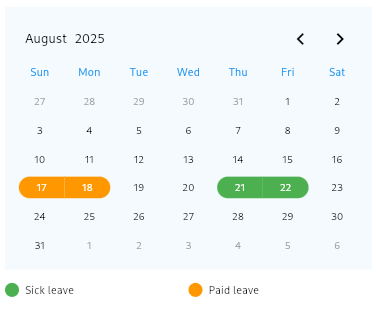 August 2025
Sun Mon Tue Wed Thu Fri Sat
27 28 29 30 31 1 2
3 4 5 6 7 8 9
10 11 12 13 14 15 16
17 18 19 20 21 22 23
24 25 26 27 28 29 30
31 1 2 3 4 5 6
Sick leave Paid leave